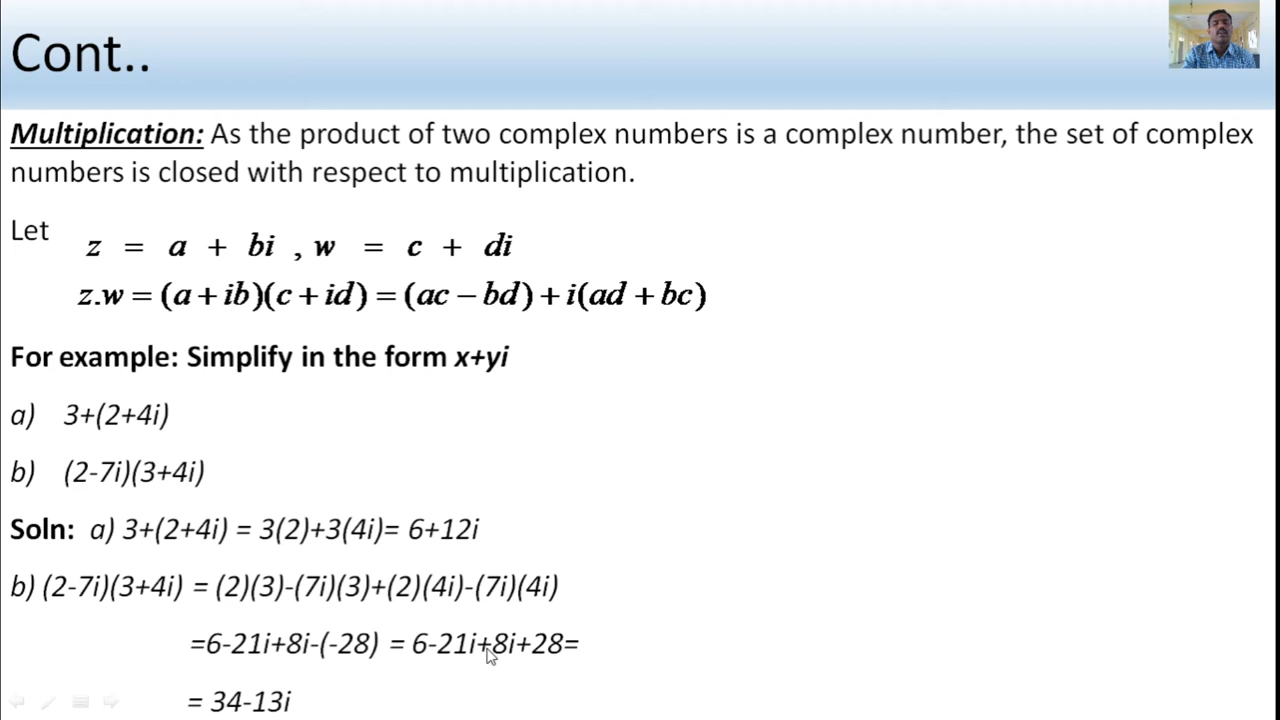 Cont..
Multiplication: As the product of two complex numbers is a complex number, the set of complex
numbers is closed with respect to multiplication.
Let z = a + bi , w = c + di
z.w = (a + ib)(c + id) = (ac − bd) + i(ad + bc)
For example: Simplify in the form x+yi
a) 3+(2+4i)
b) (2-7i)(3+4i)
Soln: a) 3+(2+4i) = 3(2)+3(4i)= 6+12i
b) (2-7i)(3+4i) = (2)(3)-(7i)(3)+(2)(4i)-(7i)(4i)
=6-21i+8i-(-28) = 6-21i+8i+28=
= 34-13i